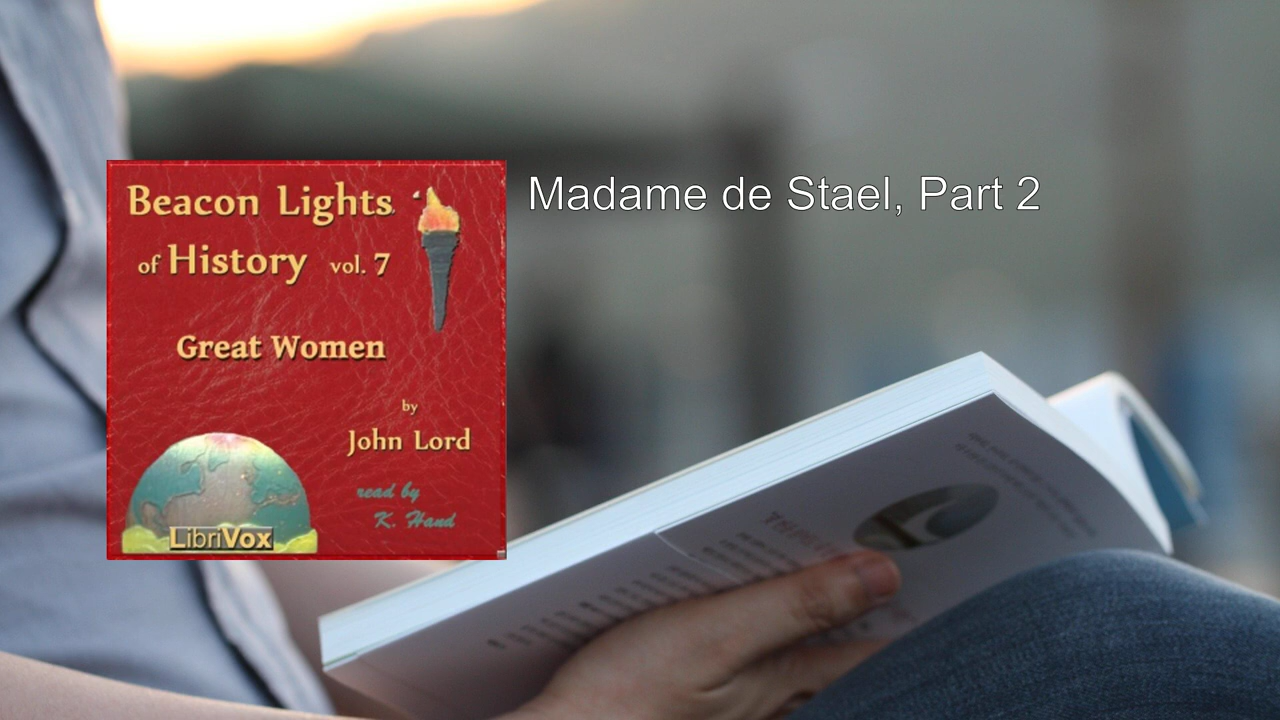 Beacon Lights
of History vol. 7
Great Women
by
John Lord
read by
K. Hand
LibriVox
Madame de Stael, Part 2